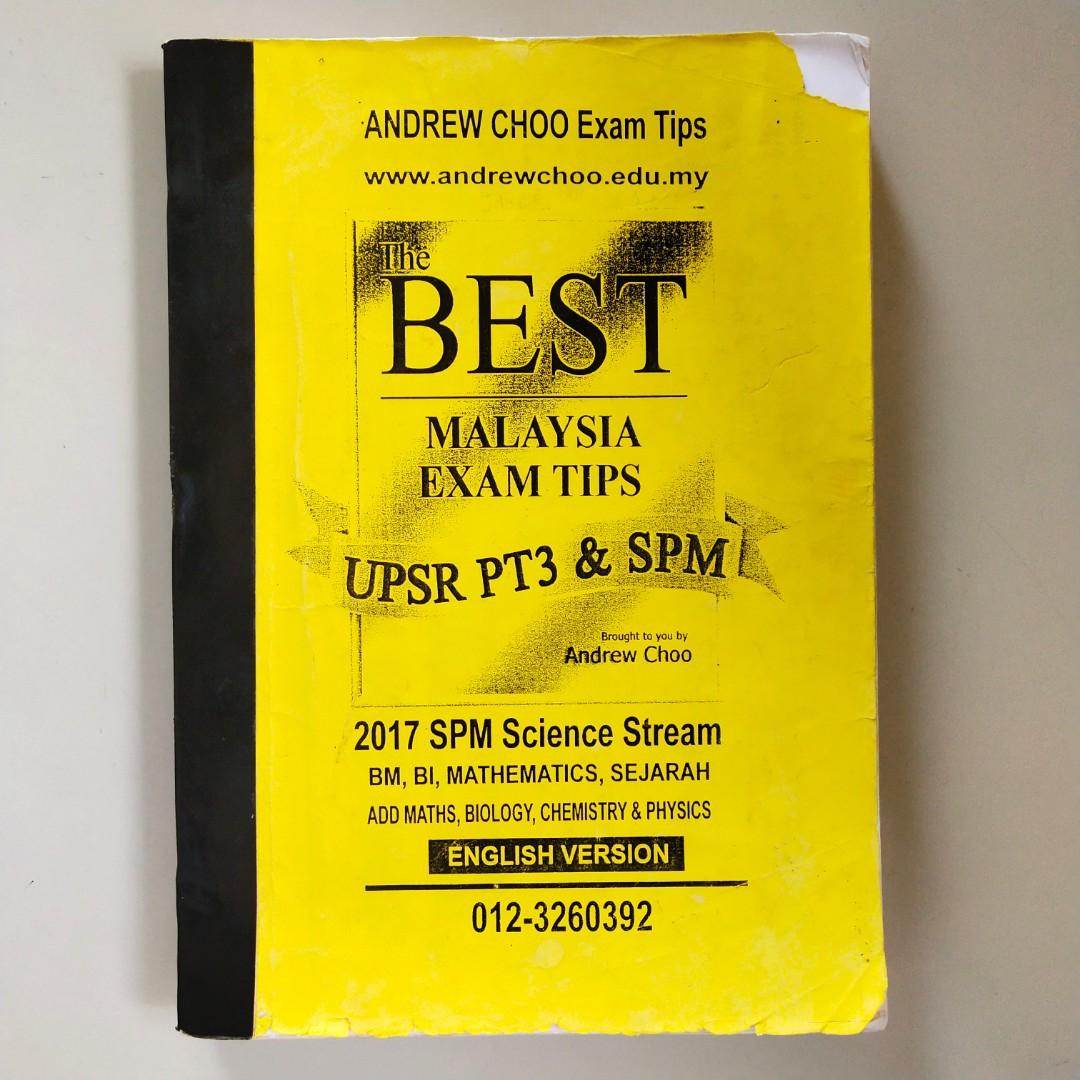 ANDREW CHOO Exam Tips
www.andrewchoo.edu.my
The
BEST
MALAYSIA
EXAM TIPS
UPSR PT3 & SPM
Brought to you by
Andrew Choo
2017 SPM Science Stream
BM, BI, MATHEMATICS, SEJARAH
ADD MATHS, BIOLOGY, CHEMISTRY & PHYSICS
ENGLISH VERSION
012-3260392